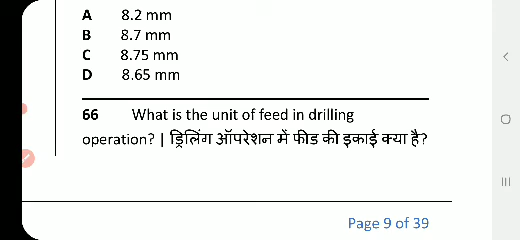 A 8.2 mm
B 8.7 mm
C 8.75 mm
D 8.65 mm
66 What is the unit of feed in drilling
operation? | ड्रिलिंग ऑपरेशन में फीड की इकाई क्या है?
Page 9 of 39